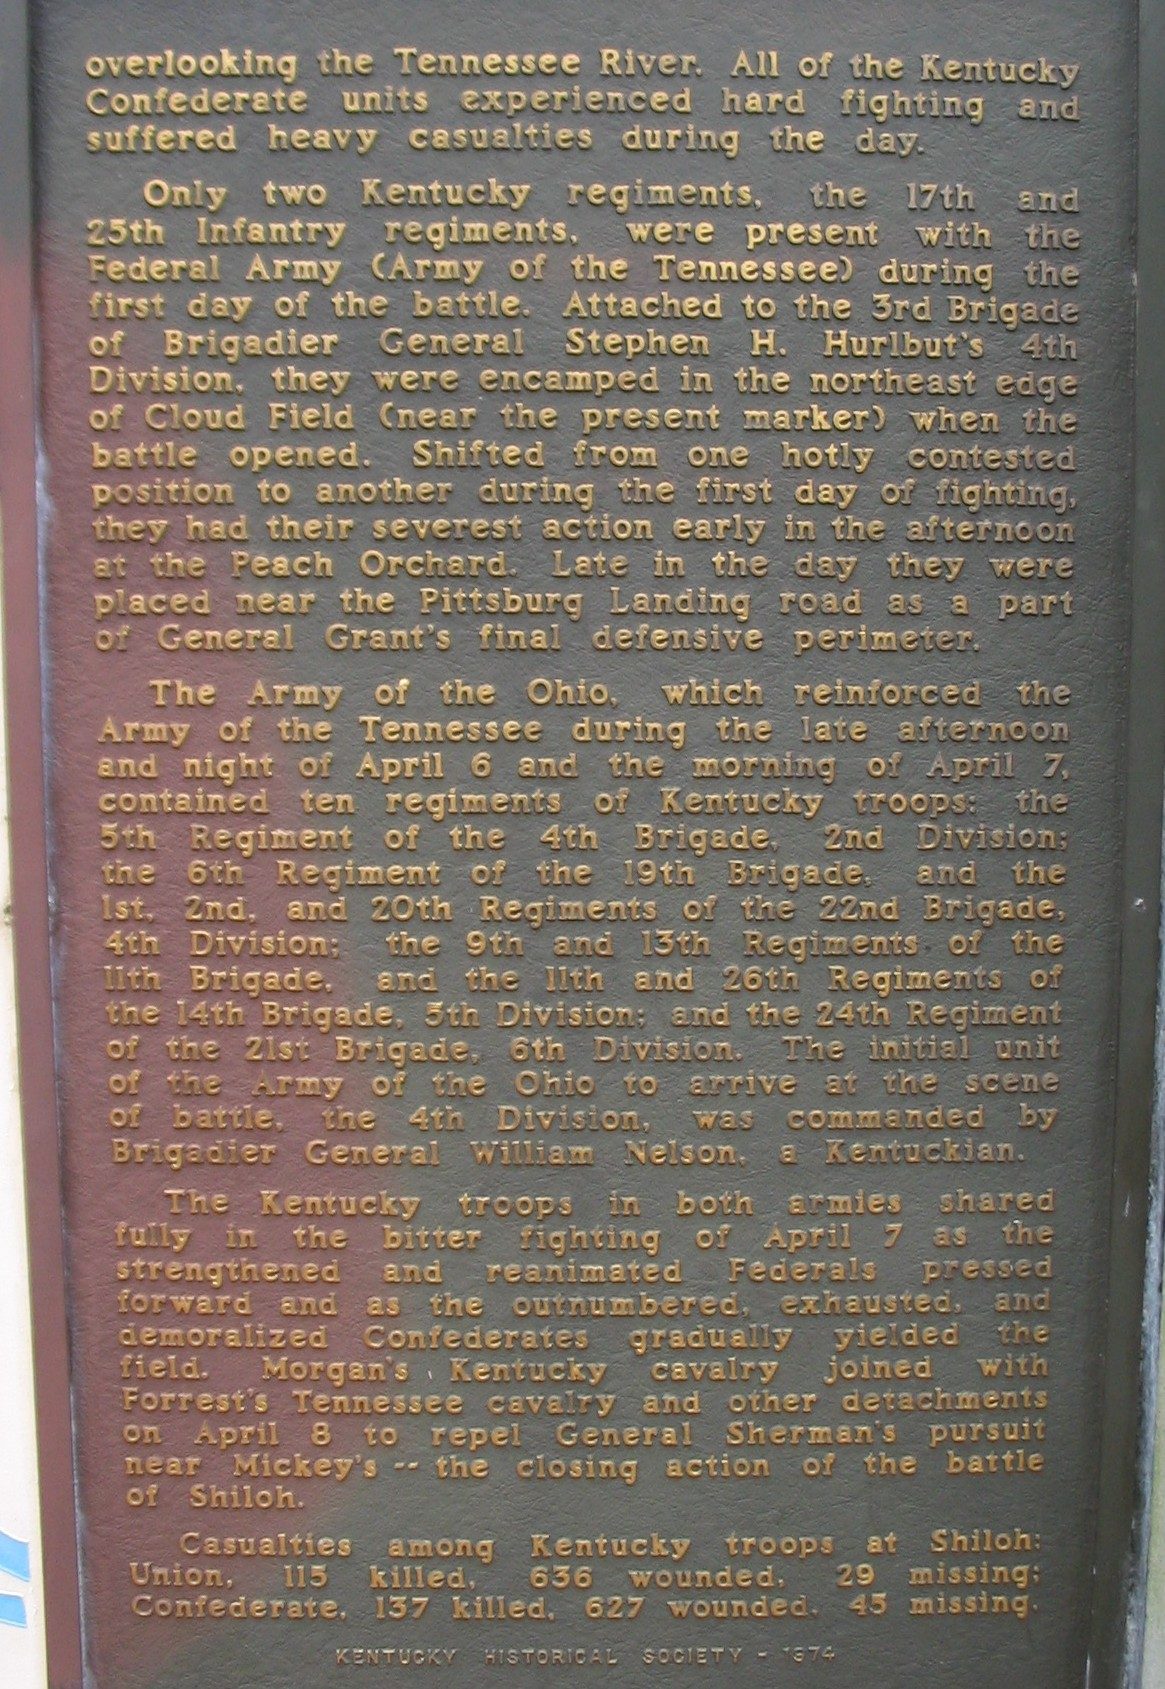 overlooking the Tennessee River. All of the Kentucky
Confederate units experienced hard fighting and
suffered heavy casualties during the day.
Only two Kentucky regiments, the 17th and
25th Infantry regiments, were present with the
Federal Army (Army of the Tennessee) during the
first day of the battle. Attached to the 3rd Brigade
of Brigadier General Stephen H. Hurlbut's 4th
Division, they were encamped in the northeast edge
of Cloud Field (near the present marker) when the
battle opened. Shifted from one hotly contested
position to another during the first day of fighting,
they had their severest action early in the afternoon
at the Peach Orchard. Late in the day they were
placed near the Pittsburg Landing road as a part
of General Grant's final defensive perimeter.
The Army of the Ohio, which reinforced the
Army of the Tennessee during the late afternoon
and night of April 6 and the morning of April 7,
contained ten regiments of Kentucky troops: the
5th Regiment of the 4th Brigade, 2nd Division;
the 6th Regiment of the 19th Brigade, and the
1st, 2nd, and 20th Regiments of the 22nd Brigade,
4th Division; the 9th and 13th Regiments of the
11th Brigade, and the 11th and 26th Regiments of
the 14th Brigade, 5th Division; and the 24th Regiment
of the 21st Brigade, 6th Division. The initial unit
of the Army of the Ohio to arrive at the scene
of battle, the 4th Division, was commanded by
Brigadier General William Nelson, a Kentuckian.
The Kentucky troops in both armies shared
fully in the bitter fighting of April 7 as the
strengthened and reanimated Federals pressed
forward and as the outnumbered, exhausted, and
demoralized Confederates gradually yielded the
field. Morgan's Kentucky cavalry joined with
Forrest's Tennessee cavalry and other detachments
on April 8 to repel General Sherman's pursuit
near Mickey's -- the closing action of the battle
of Shiloh.
Casualties among Kentucky troops at Shiloh:
Union, 115 killed, 636 wounded, 29 missing;
Confederate, 137 killed, 627 wounded, 45 missing.
KENTUCKY HISTORICAL SOCIETY - 1974